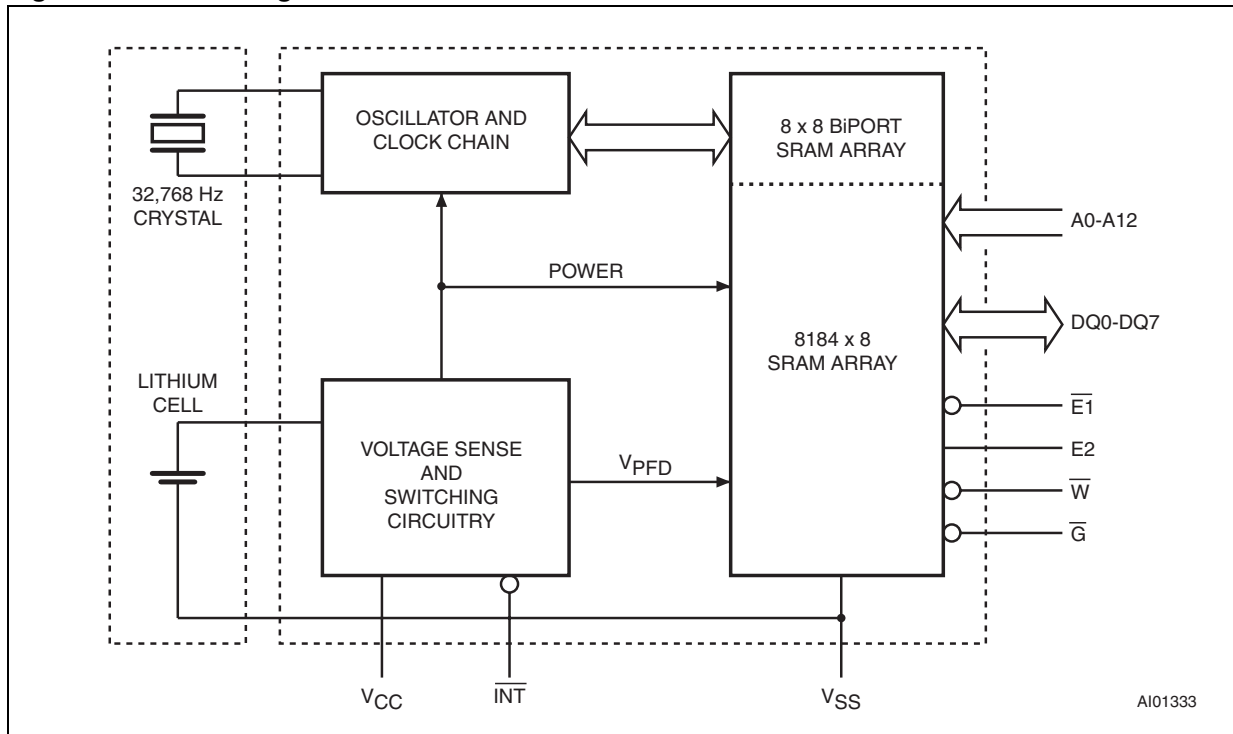 OSCILLATOR AND
CLOCK CHAIN
8 x 8 BiPORT
SRAM ARRAY
32,768 Hz
CRYSTAL
A0-A12
POWER
DQ0-DQ7
8184 x 8
SRAM ARRAY
LITHIUM
CELL
E1
VOLTAGE SENSE
AND
SWITCHING
CIRCUITRY
VPFD
E2
W
G
VCC
INT
VSS
AI01333